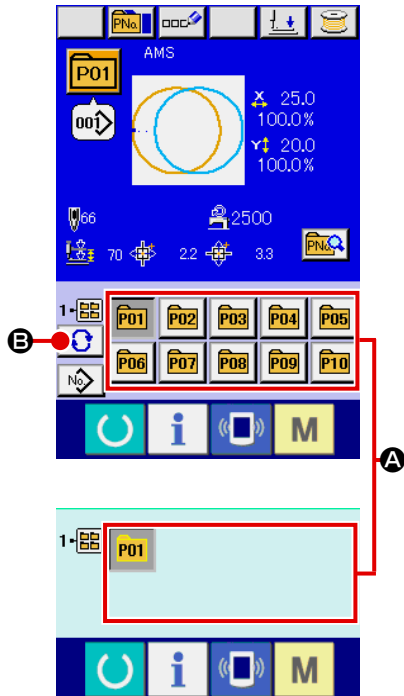 PNo.
AMS
P01
001
X 25.0
100.0%
Y 20.0
100.0%
66
2500
70 2.2 3.3
PNo.
1-
P01 P02 P03 P04 P05
B
P06 P07 P08 P09 P10
No.
i M
A
1-
P01
i M